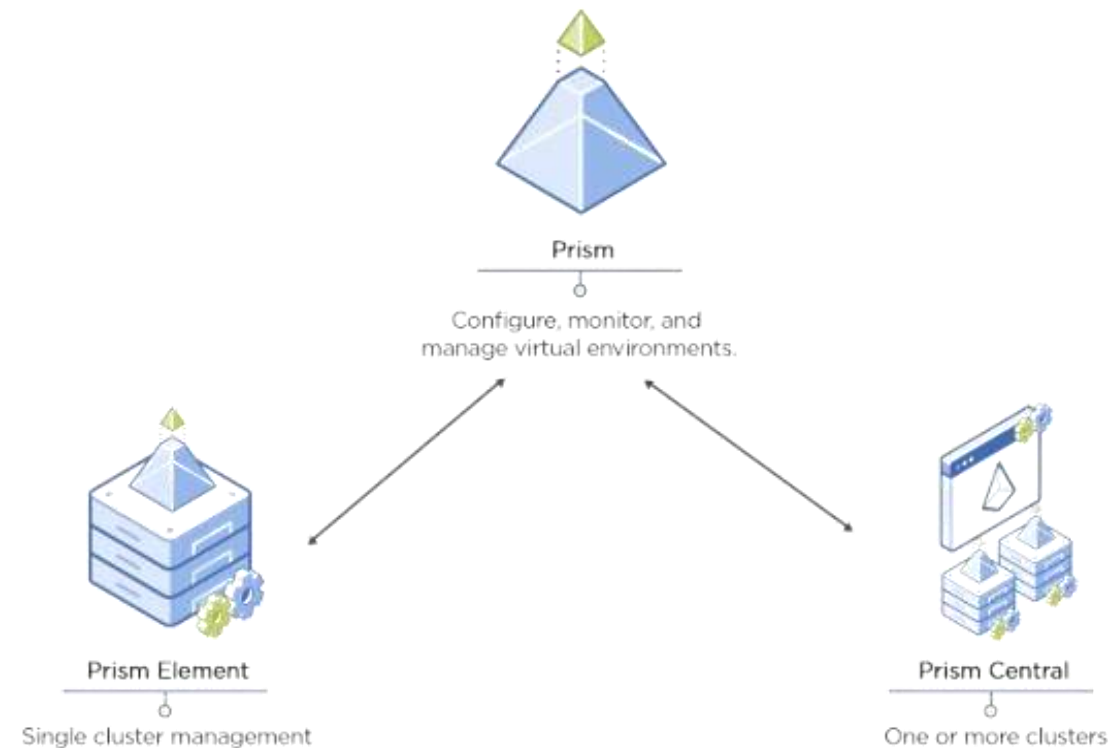 Prism
Configure, monitor, and
manage virtual environments.
Prism Element
Single cluster management
Prism Central
One or more clusters